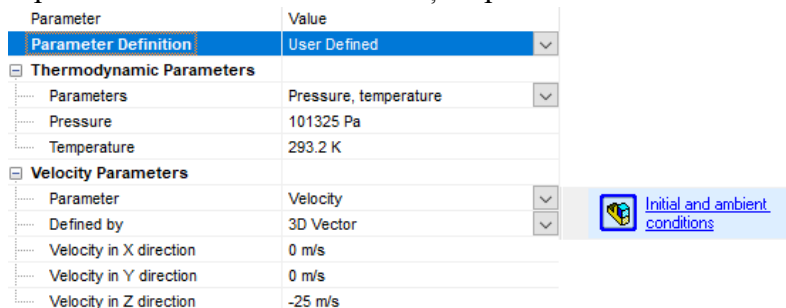 Parameter Value
Parameter Definition User Defined
Thermodynamic Parameters
Parameters Pressure, temperature
Pressure 101325 Pa
Temperature 293.2 K
Velocity Parameters
Parameter Velocity
Defined by 3D Vector
Velocity in X direction 0 m/s
Velocity in Y direction 0 m/s
Velocity in Z direction -25 m/s
Initial and ambient
conditions